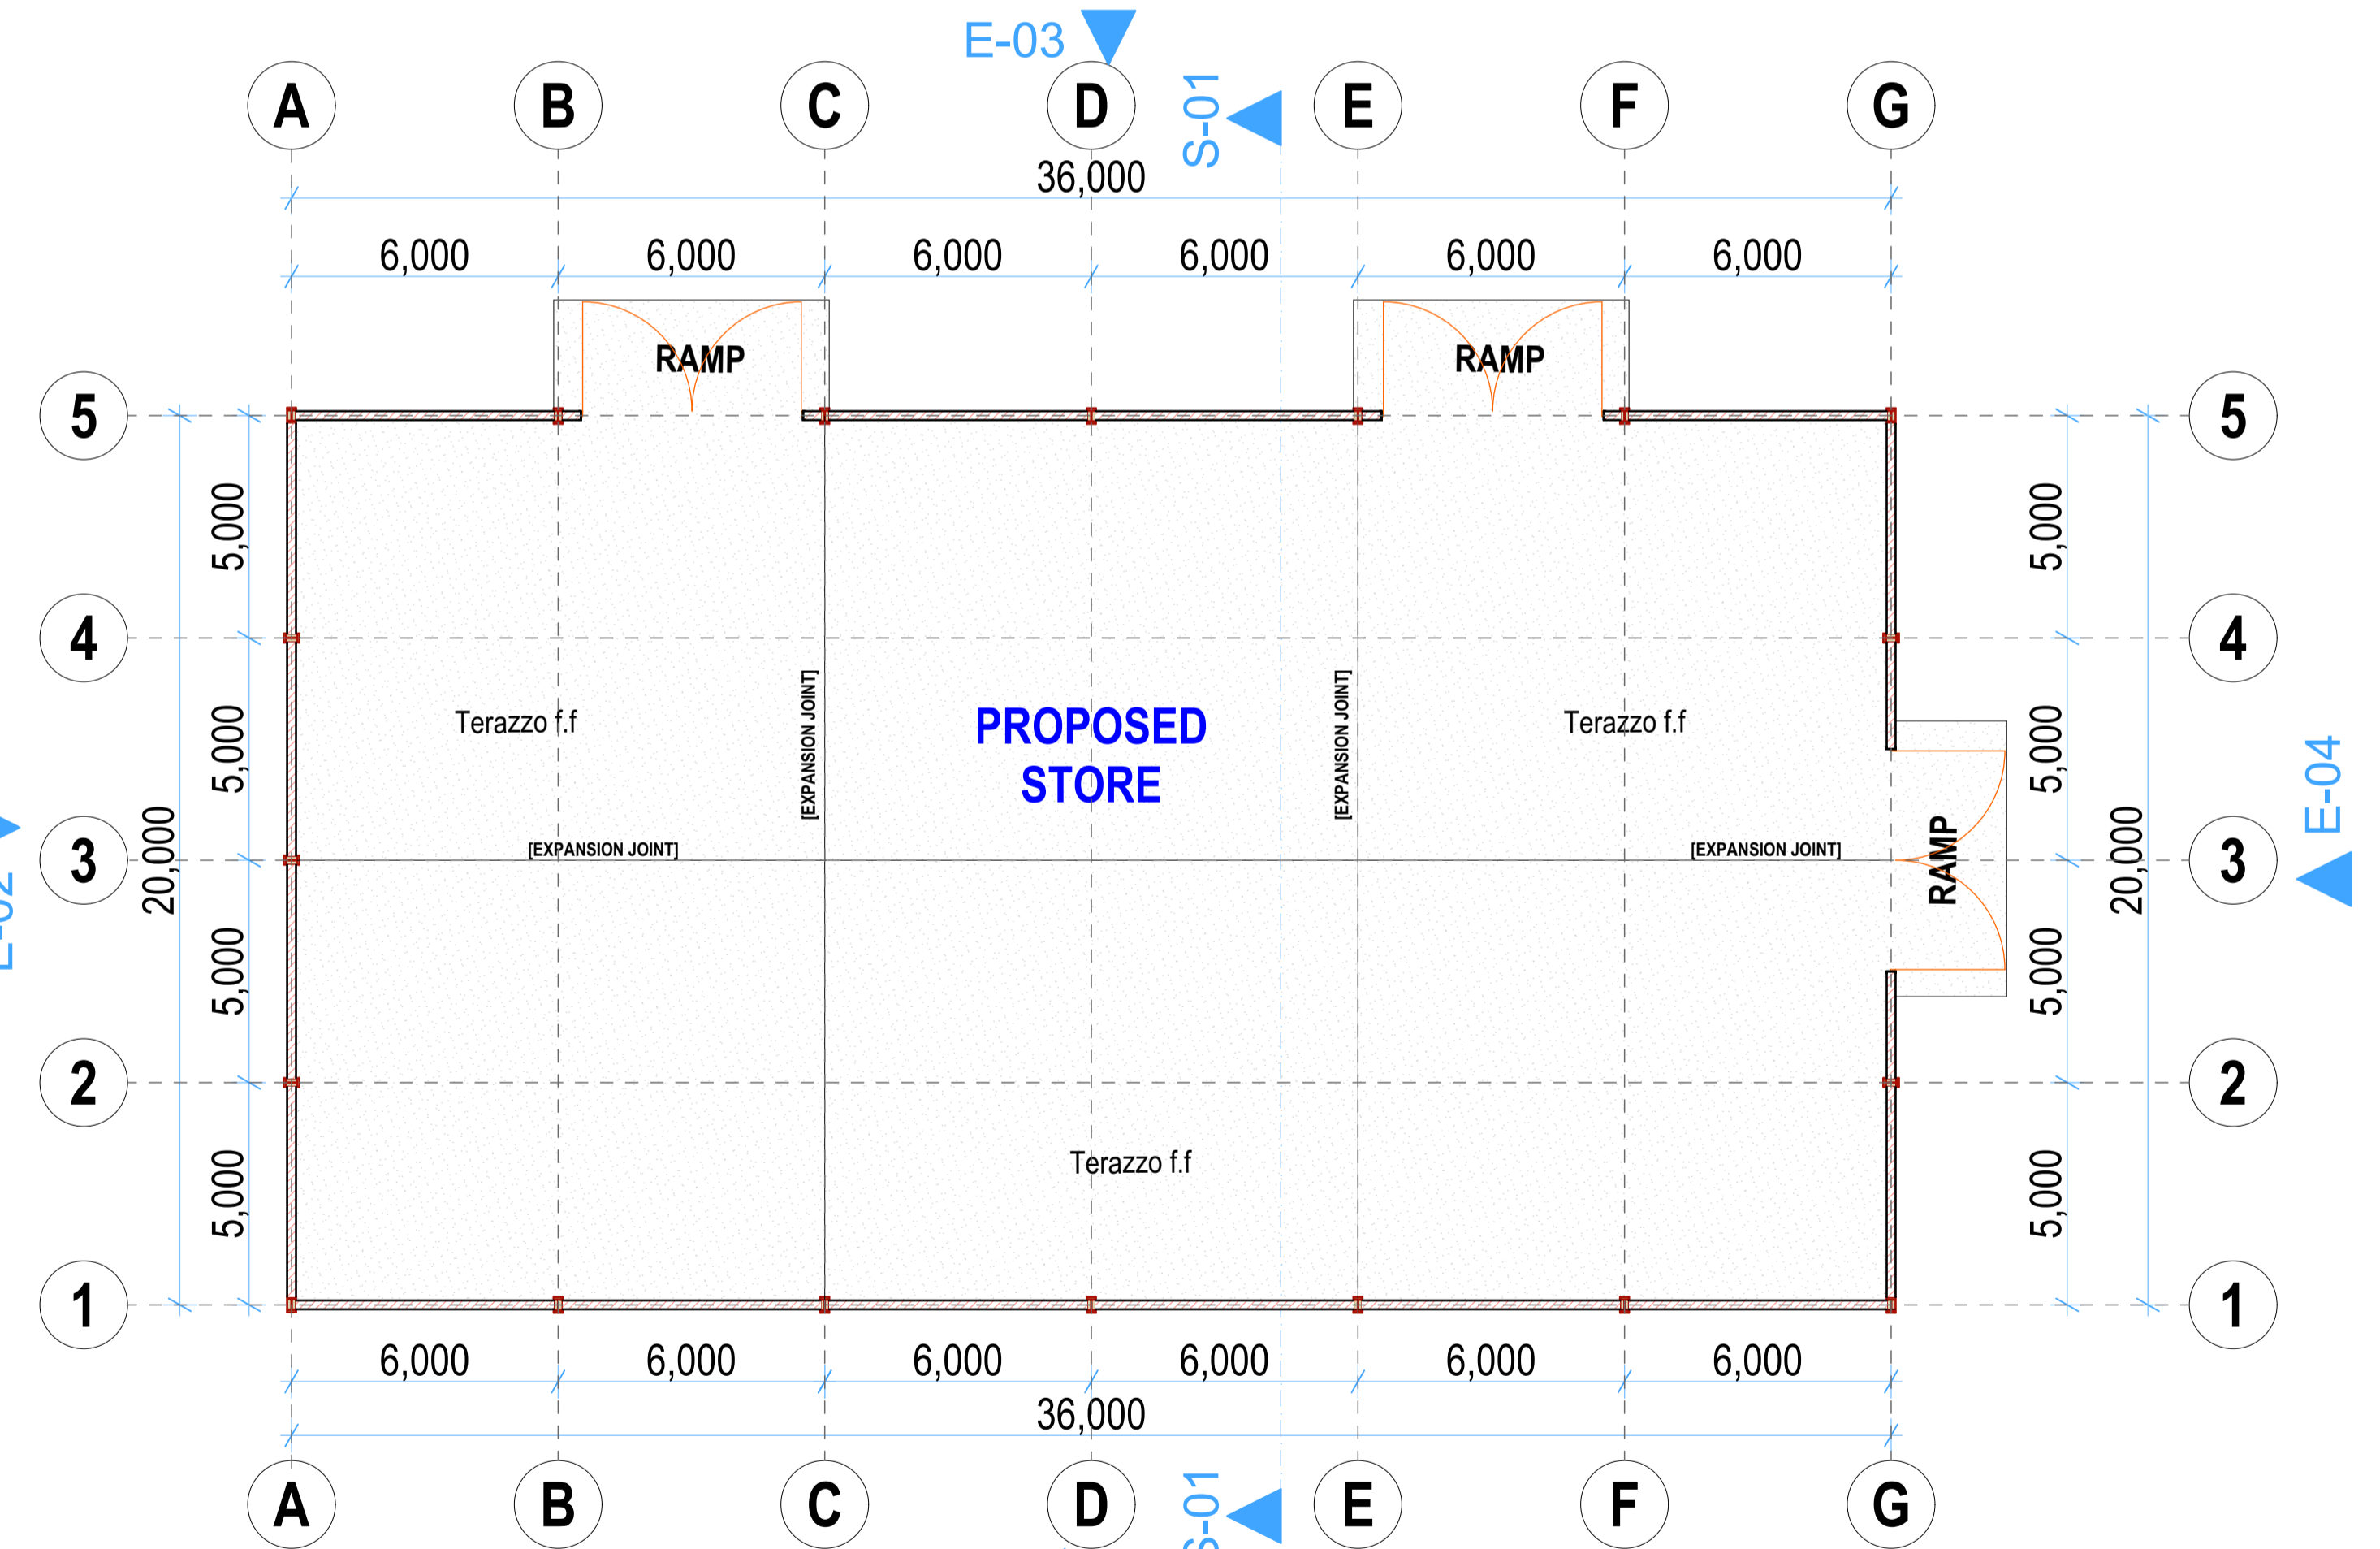 E-03
S-01
A B C D E F G
36,000
6,000 6,000 6,000 6,000 6,000 6,000
RAMP RAMP
5 5
5,000 5,000
4 4
[EXPANSION JOINT] [EXPANSION JOINT]
Terazzo f.f PROPOSED Terazzo f.f
STORE
5,000 5,000
E-04
20,000 20,000
[EXPANSION JOINT] [EXPANSION JOINT]
3 RAMP 3
E-02
5,000 5,000
2 2
Terazzo f.f
5,000 5,000
1 1
6,000 6,000 6,000 6,000 6,000 6,000
36,000
A B C D E F G
S-01